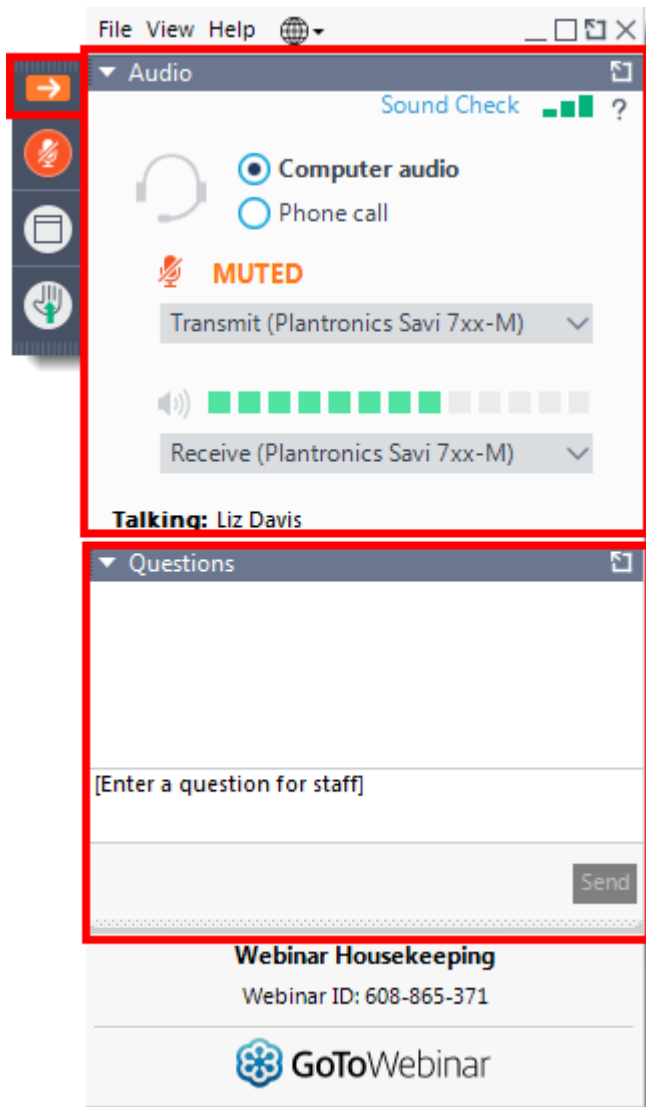 File View Help
Audio
Sound Check ?
Computer audio
Phone call
MUTED
Transmit (Plantronics Savi 7xx-M)
Receive (Plantronics Savi 7xx-M)
Talking: Liz Davis
Questions
[Enter a question for staff]
Send
Webinar Housekeeping
Webinar ID: 608-865-371
GoToWebinar